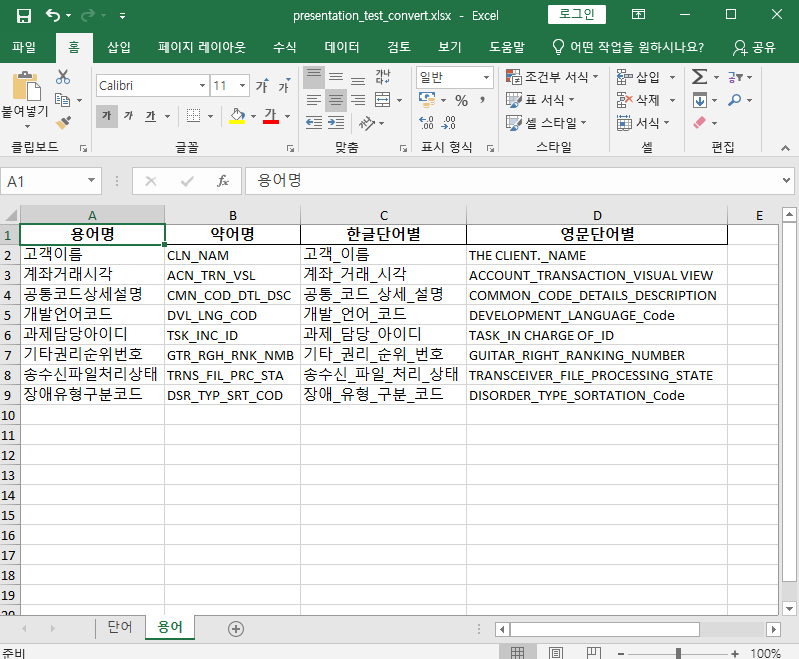 presentation_test_convert.xlsx - Excel
로그인
파일 홈 삽입 페이지 레이아웃 수식 데이터 검토 보기 도움말 어떤 작업을 원하시나요? 공유
붙여넣기
클립보드
Calibri 11 가 가
가 가 가 가
글꼴
가나
맞춤
일반
% ,
표시 형식
조건부 서식
표 서식
셀 스타일
스타일
삽입
삭제
서식
셀
편집
A1 fx 용어명
A B C D E
1 용어명 약어명 한글단어별 영문단어별
2 고객이름 CLN_NAM 고객_이름 THE CLIENT._NAME
3 계좌거래시각 ACN_TRN_VSL 계좌_거래_시각 ACCOUNT_TRANSACTION_VISUAL VIEW
4 공통코드상세설명 CMN_COD_DTL_DSC 공통_코드_상세_설명 COMMON_CODE_DETAILS_DESCRIPTION
5 개발언어코드 DVL_LNG_COD 개발_언어_코드 DEVELOPMENT_LANGUAGE_Code
6 과제담당아이디 TSK_INC_ID 과제_담당_아이디 TASK_IN CHARGE OF_ID
7 기타권리순위번호 GTR_RGH_RNK_NMB 기타_권리_순위_번호 GUITAR_RIGHT_RANKING_NUMBER
8 송수신파일처리상태 TRNS_FIL_PRC_STA 송수신_파일_처리_상태 TRANSCEIVER_FILE_PROCESSING_STATE
9 장애유형구분코드 DSR_TYP_SRT_COD 장애_유형_구분_코드 DISORDER_TYPE_SORTATION_Code
10
11
12
13
14
15
16
17
18
19
20
단어 용어
준비 100%